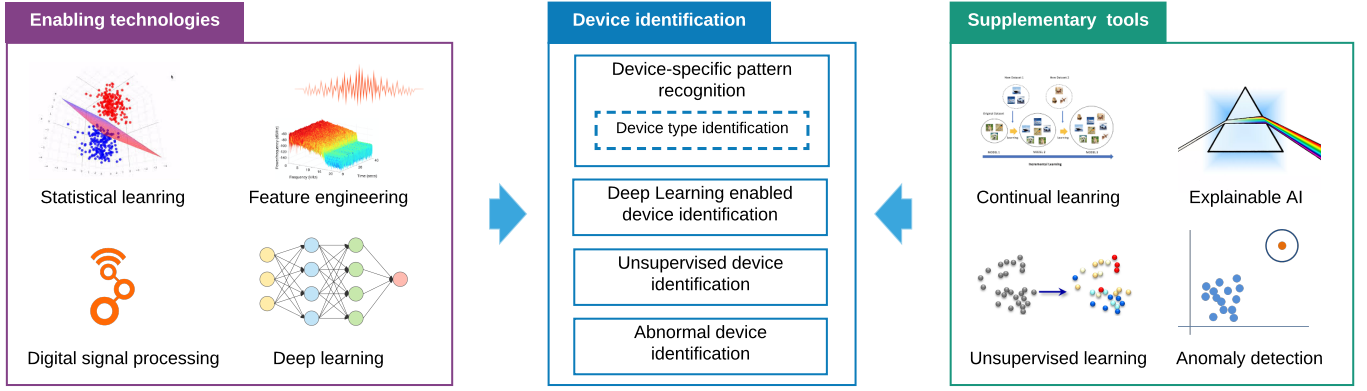 Enabling technologies
Statistical leanring
Feature engineering
Digital signal processing
Deep learning
Device identification
Device-specific pattern
recognition
Device type identification
Deep Learning enabled
device identification
Unsupervised device
identification
Abnormal device
identification
Supplementary tools
Continual leanring
Explainable AI
Unsupervised learning
Anomaly detection